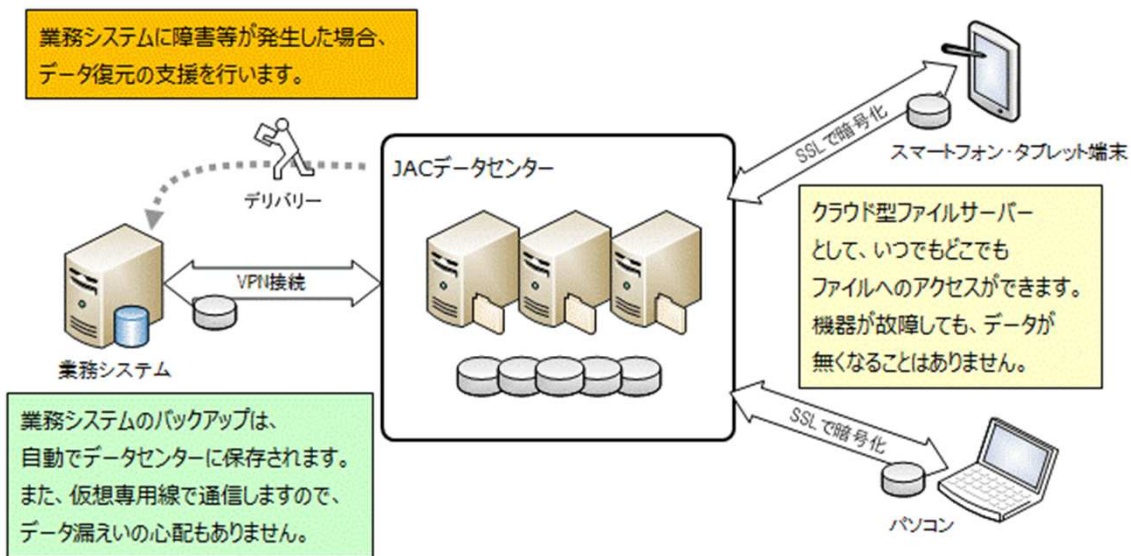 業務システムに障害等が発生した場合、
データ復元の支援を行います。
デリバリー
JACデータセンター
SSLで暗号化
スマートフォン・タブレット端末
クラウド型ファイルサーバー
として、いつでもどこでも
ファイルへのアクセスができます。
機器が故障しても、データが
無くなることはありません。
VPN接続
業務システム
業務システムのバックアップは、
自動でデータセンターに保存されます。
また、仮想専用線で通信しますので、
データ漏えいの心配もありません。
SSLで暗号化
パソコン